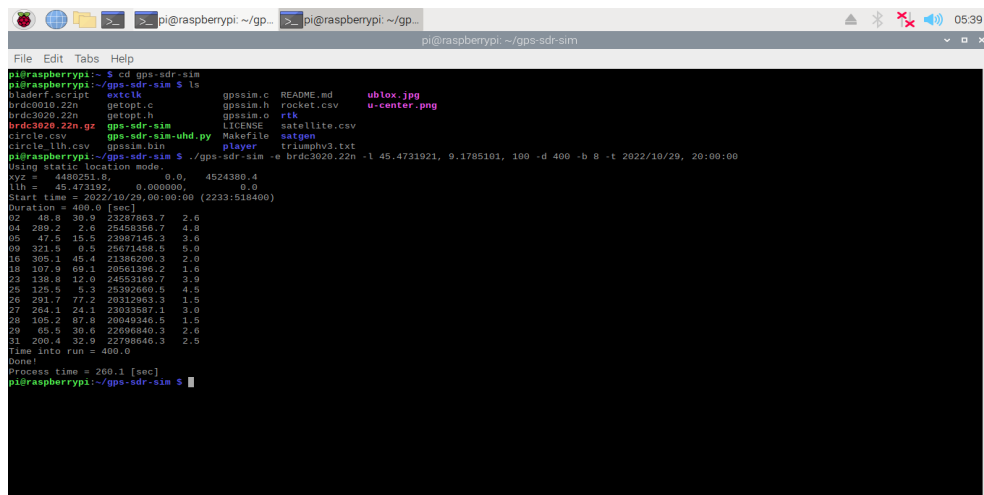 pi@raspberrypi: ~/gp... pi@raspberrypi: ~/gp... 05:39
pi@raspberrypi: ~/gps-sdr-sim
File Edit Tabs Help
pi@raspberrypi:~ $ cd gps-sdr-sim
pi@raspberrypi:~/gps-sdr-sim $ ls
bladerf.script extclk gpssim.c README.md ublox.jpg
brdc0010.22n getopt.c gpssim.h rocket.csv u-center.png
brdc3020.22n getopt.h gpssim.o rtk
brdc3020.22n.gz gps-sdr-sim LICENSE satellite.csv
circle.csv gps-sdr-sim-uhd.py Makefile satgen
circle_llh.csv gpssim.bin player triumphv3.txt
pi@raspberrypi:~/gps-sdr-sim $ ./gps-sdr-sim -e brdc3020.22n -l 45.4731921, 9.1785101, 100 -d 400 -b 8 -t 2022/10/29, 20:00:00
Using static location mode.
xyz = 4480251.8, 0.0, 4524380.4
llh = 45.473192, 0.000000, 0.0
Start time = 2022/10/29,00:00:00 (2233:518400)
Duration = 400.0 [sec]
02 48.8 30.9 23287863.7 2.6
04 289.2 2.6 25458356.7 4.8
05 47.5 15.5 23987145.3 3.6
09 321.5 0.5 25671458.5 5.0
16 305.1 45.4 21386200.3 2.0
18 107.9 69.1 20561396.2 1.6
23 138.8 12.0 24553169.7 3.9
25 125.5 5.3 25392660.5 4.5
26 291.7 77.2 20312963.3 1.5
27 264.1 24.1 23033587.1 3.0
28 105.2 87.8 20049346.5 1.5
29 65.5 30.6 22696840.3 2.6
31 200.4 32.9 22798646.3 2.5
Time into run = 400.0
Done!
Process time = 260.1 [sec]
pi@raspberrypi:~/gps-sdr-sim $